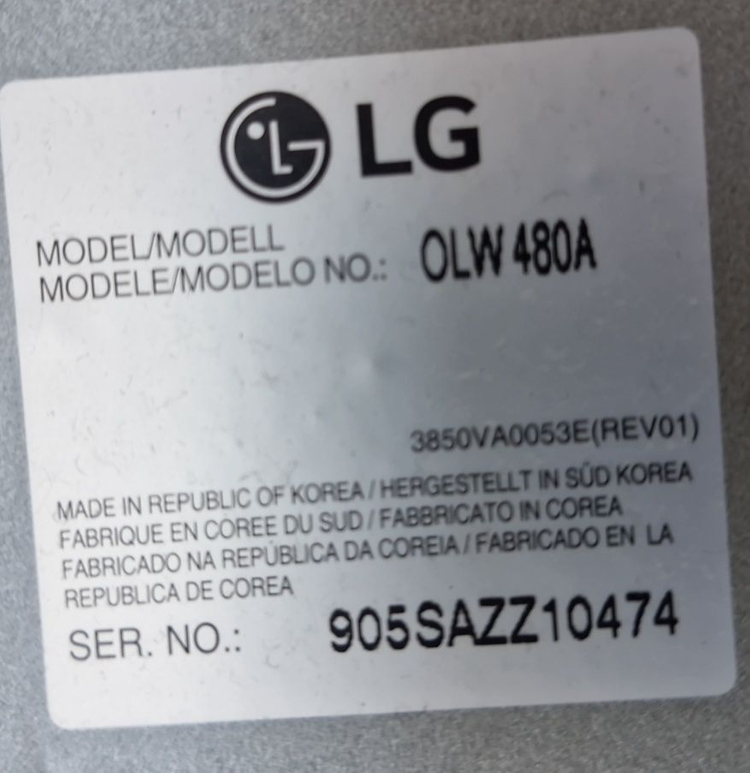 LG
MODEL/MODELL
MODELE/MODELO NO.: OLW480A
3850VA0053E(REV01)
MADE IN REPUBLIC OF KOREA / HERGESTELLT IN SÜD KOREA
FABRIQUE EN COREE DU SUD / FABBRICATO IN COREA
FABRICADO NA REPÚBLICA DA COREIA / FABRICADO EN LA
REPUBLICA DE COREA
SER. NO.: 905SAZZ10474